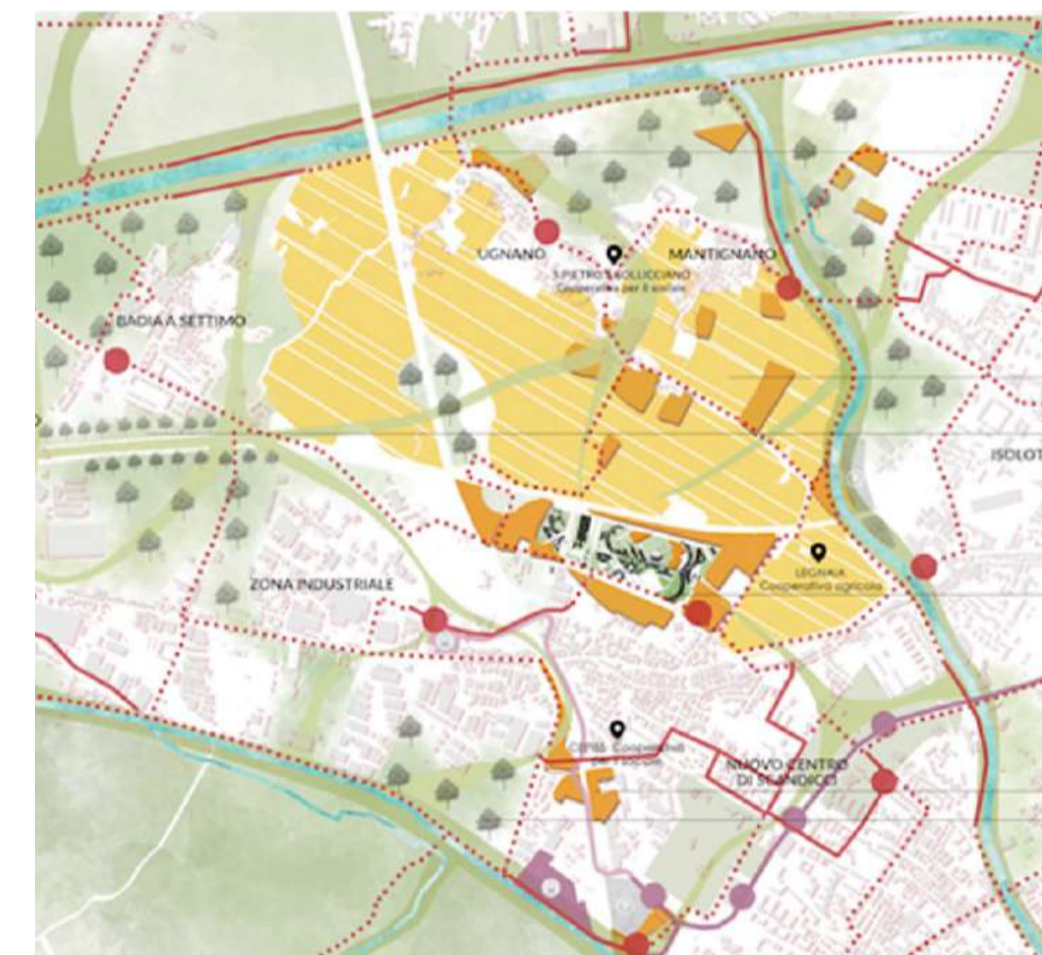 UGNANO
MANTIGNANO
S.PIETRO SOLLICCIANO
Cooperativa per il sociale
BADIA A SETTIMO
ISOLOT
LEGNAIA
Cooperativa agricola
ZONA INDUSTRIALE
NUOVO CENTRO
DI SCANDICCI